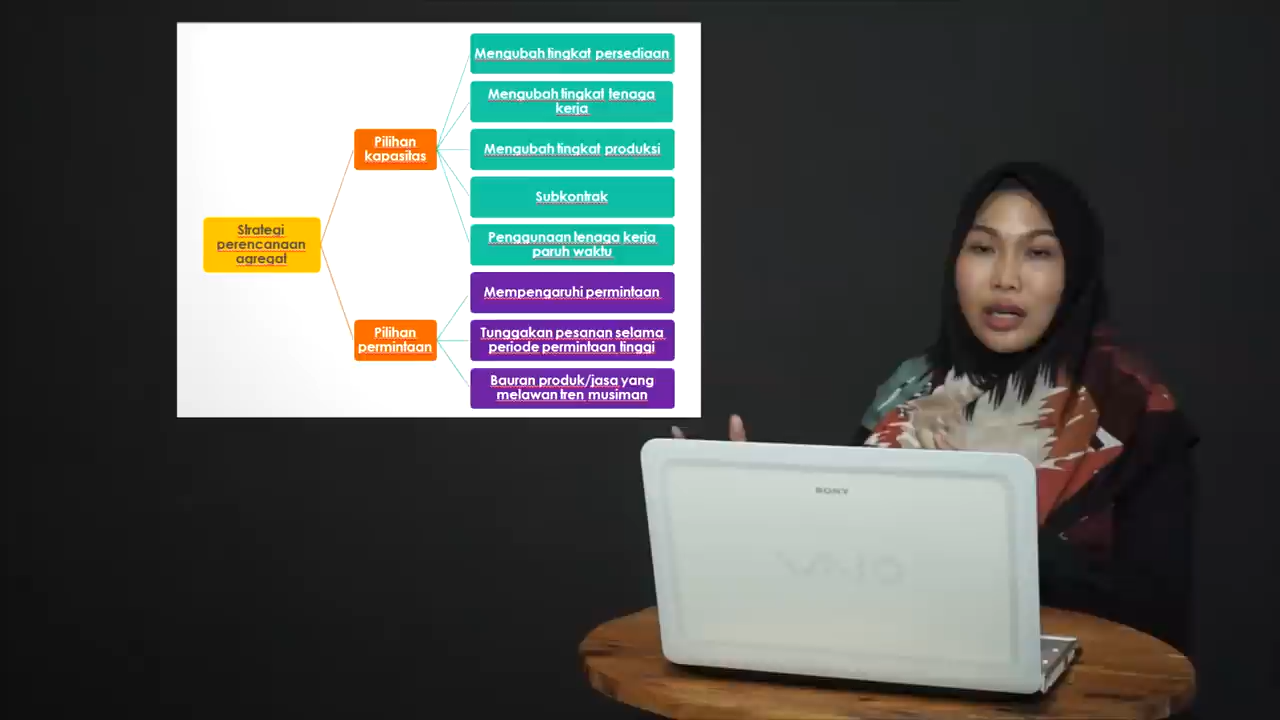 Strategi
perencanaan
agregat
Pilihan
kapasitas
Mengubah tingkat persediaan
Mengubah tingkat tenaga
kerja
Mengubah tingkat produksi
Subkontrak
Penggunaan tenaga kerja
paruh waktu
Pilihan
permintaan
Mempengaruhi permintaan
Tunggakan pesanan selama
periode permintaan tinggi
Bauran produk/jasa yang
melawan tren musiman
SONY
VAIO